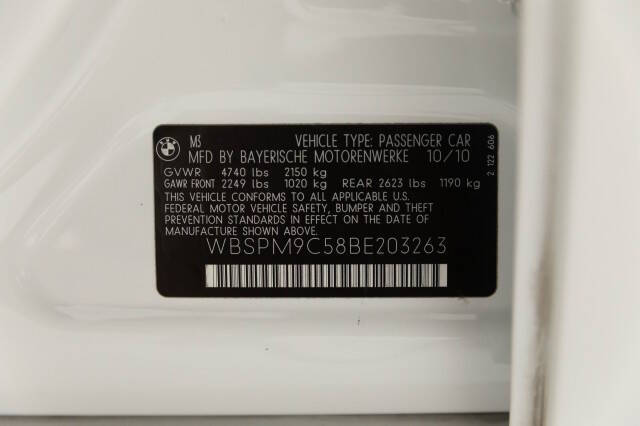 BMW
M3 VEHICLE TYPE: PASSENGER CAR
MFD BY BAYERISCHE MOTORENWERKE 10/10
GVWR 4740 lbs 2150 kg
GAWR FRONT 2249 lbs 1020 kg REAR 2623 lbs 1190 kg
THIS VEHICLE CONFORMS TO ALL APPLICABLE U.S.
FEDERAL MOTOR VEHICLE SAFETY, BUMPER AND THEFT
PREVENTION STANDARDS IN EFFECT ON THE DATE OF
MANUFACTURE SHOWN ABOVE
WBSPM9C58BE203263
2 122 606